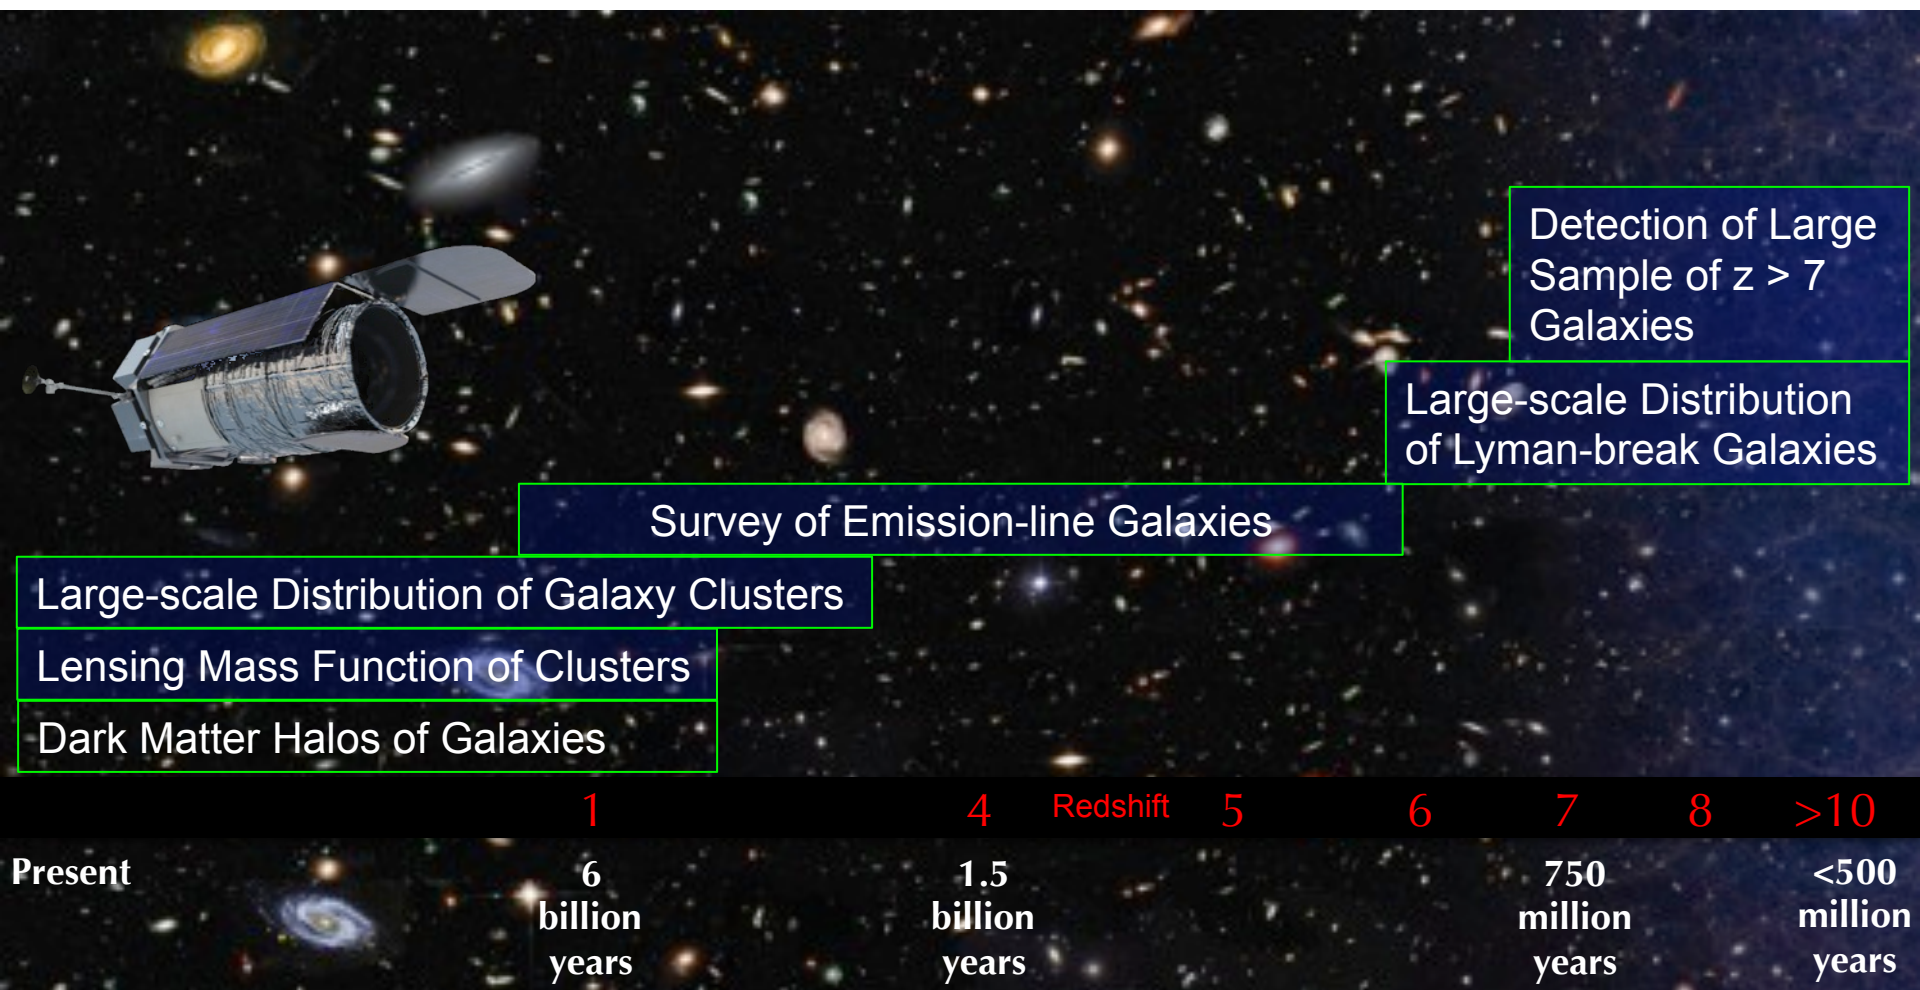 Detection of Large
Sample of z > 7
Galaxies
Large-scale Distribution
of Lyman-break Galaxies
Survey of Emission-line Galaxies
Large-scale Distribution of Galaxy Clusters
Lensing Mass Function of Clusters
Dark Matter Halos of Galaxies
1 4 Redshift 5 6 7 8 >10
Present
6
billion
years
1.5
billion
years
750
million
years
<500
million
years